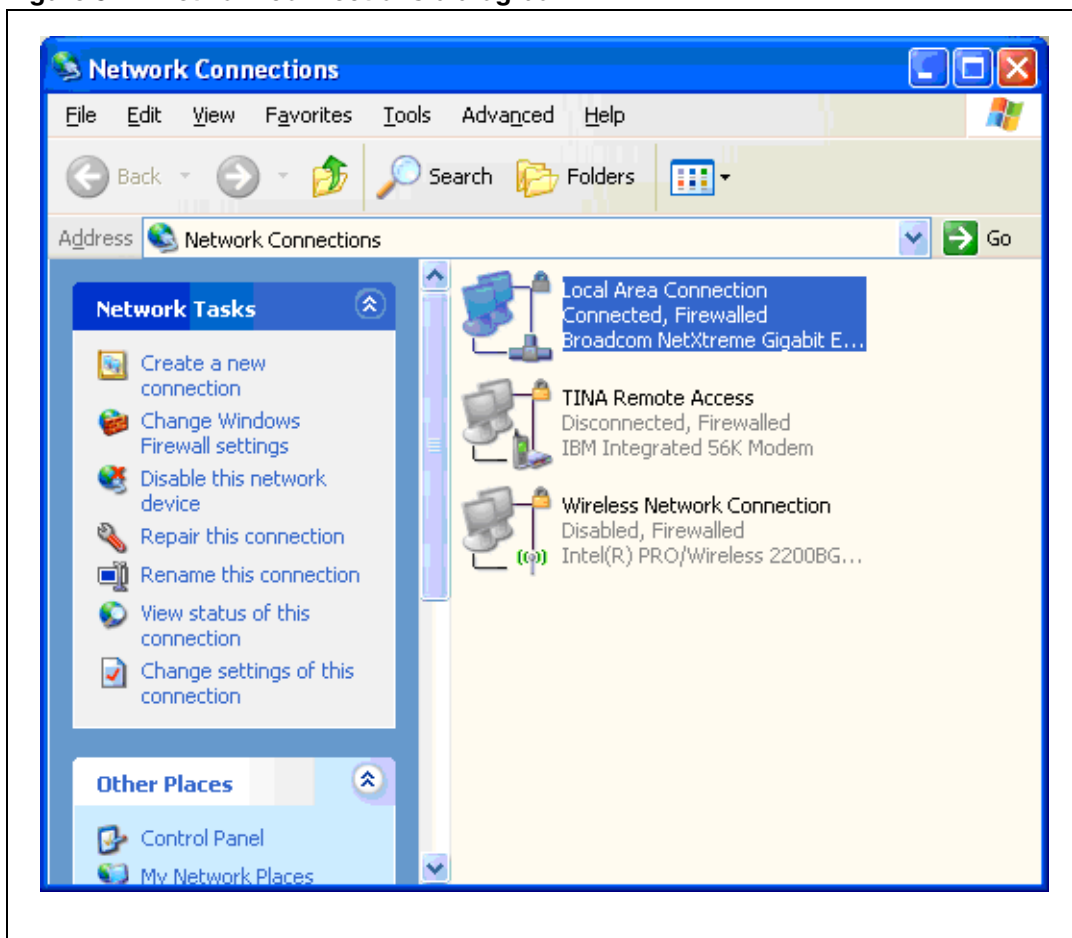 Network Connections
File Edit View Favorites Tools Advanced Help
Back Search Folders
Address Network Connections Go
Network Tasks
Create a new
connection
Change Windows
Firewall settings
Disable this network
device
Repair this connection
Rename this connection
View status of this
connection
Change settings of this
connection
Other Places
Control Panel
My Network Places
Local Area Connection
Connected, Firewalled
Broadcom NetXtreme Gigabit E...
TINA Remote Access
Disconnected, Firewalled
IBM Integrated 56K Modem
Wireless Network Connection
Disabled, Firewalled
Intel(R) PRO/Wireless 2200BG...